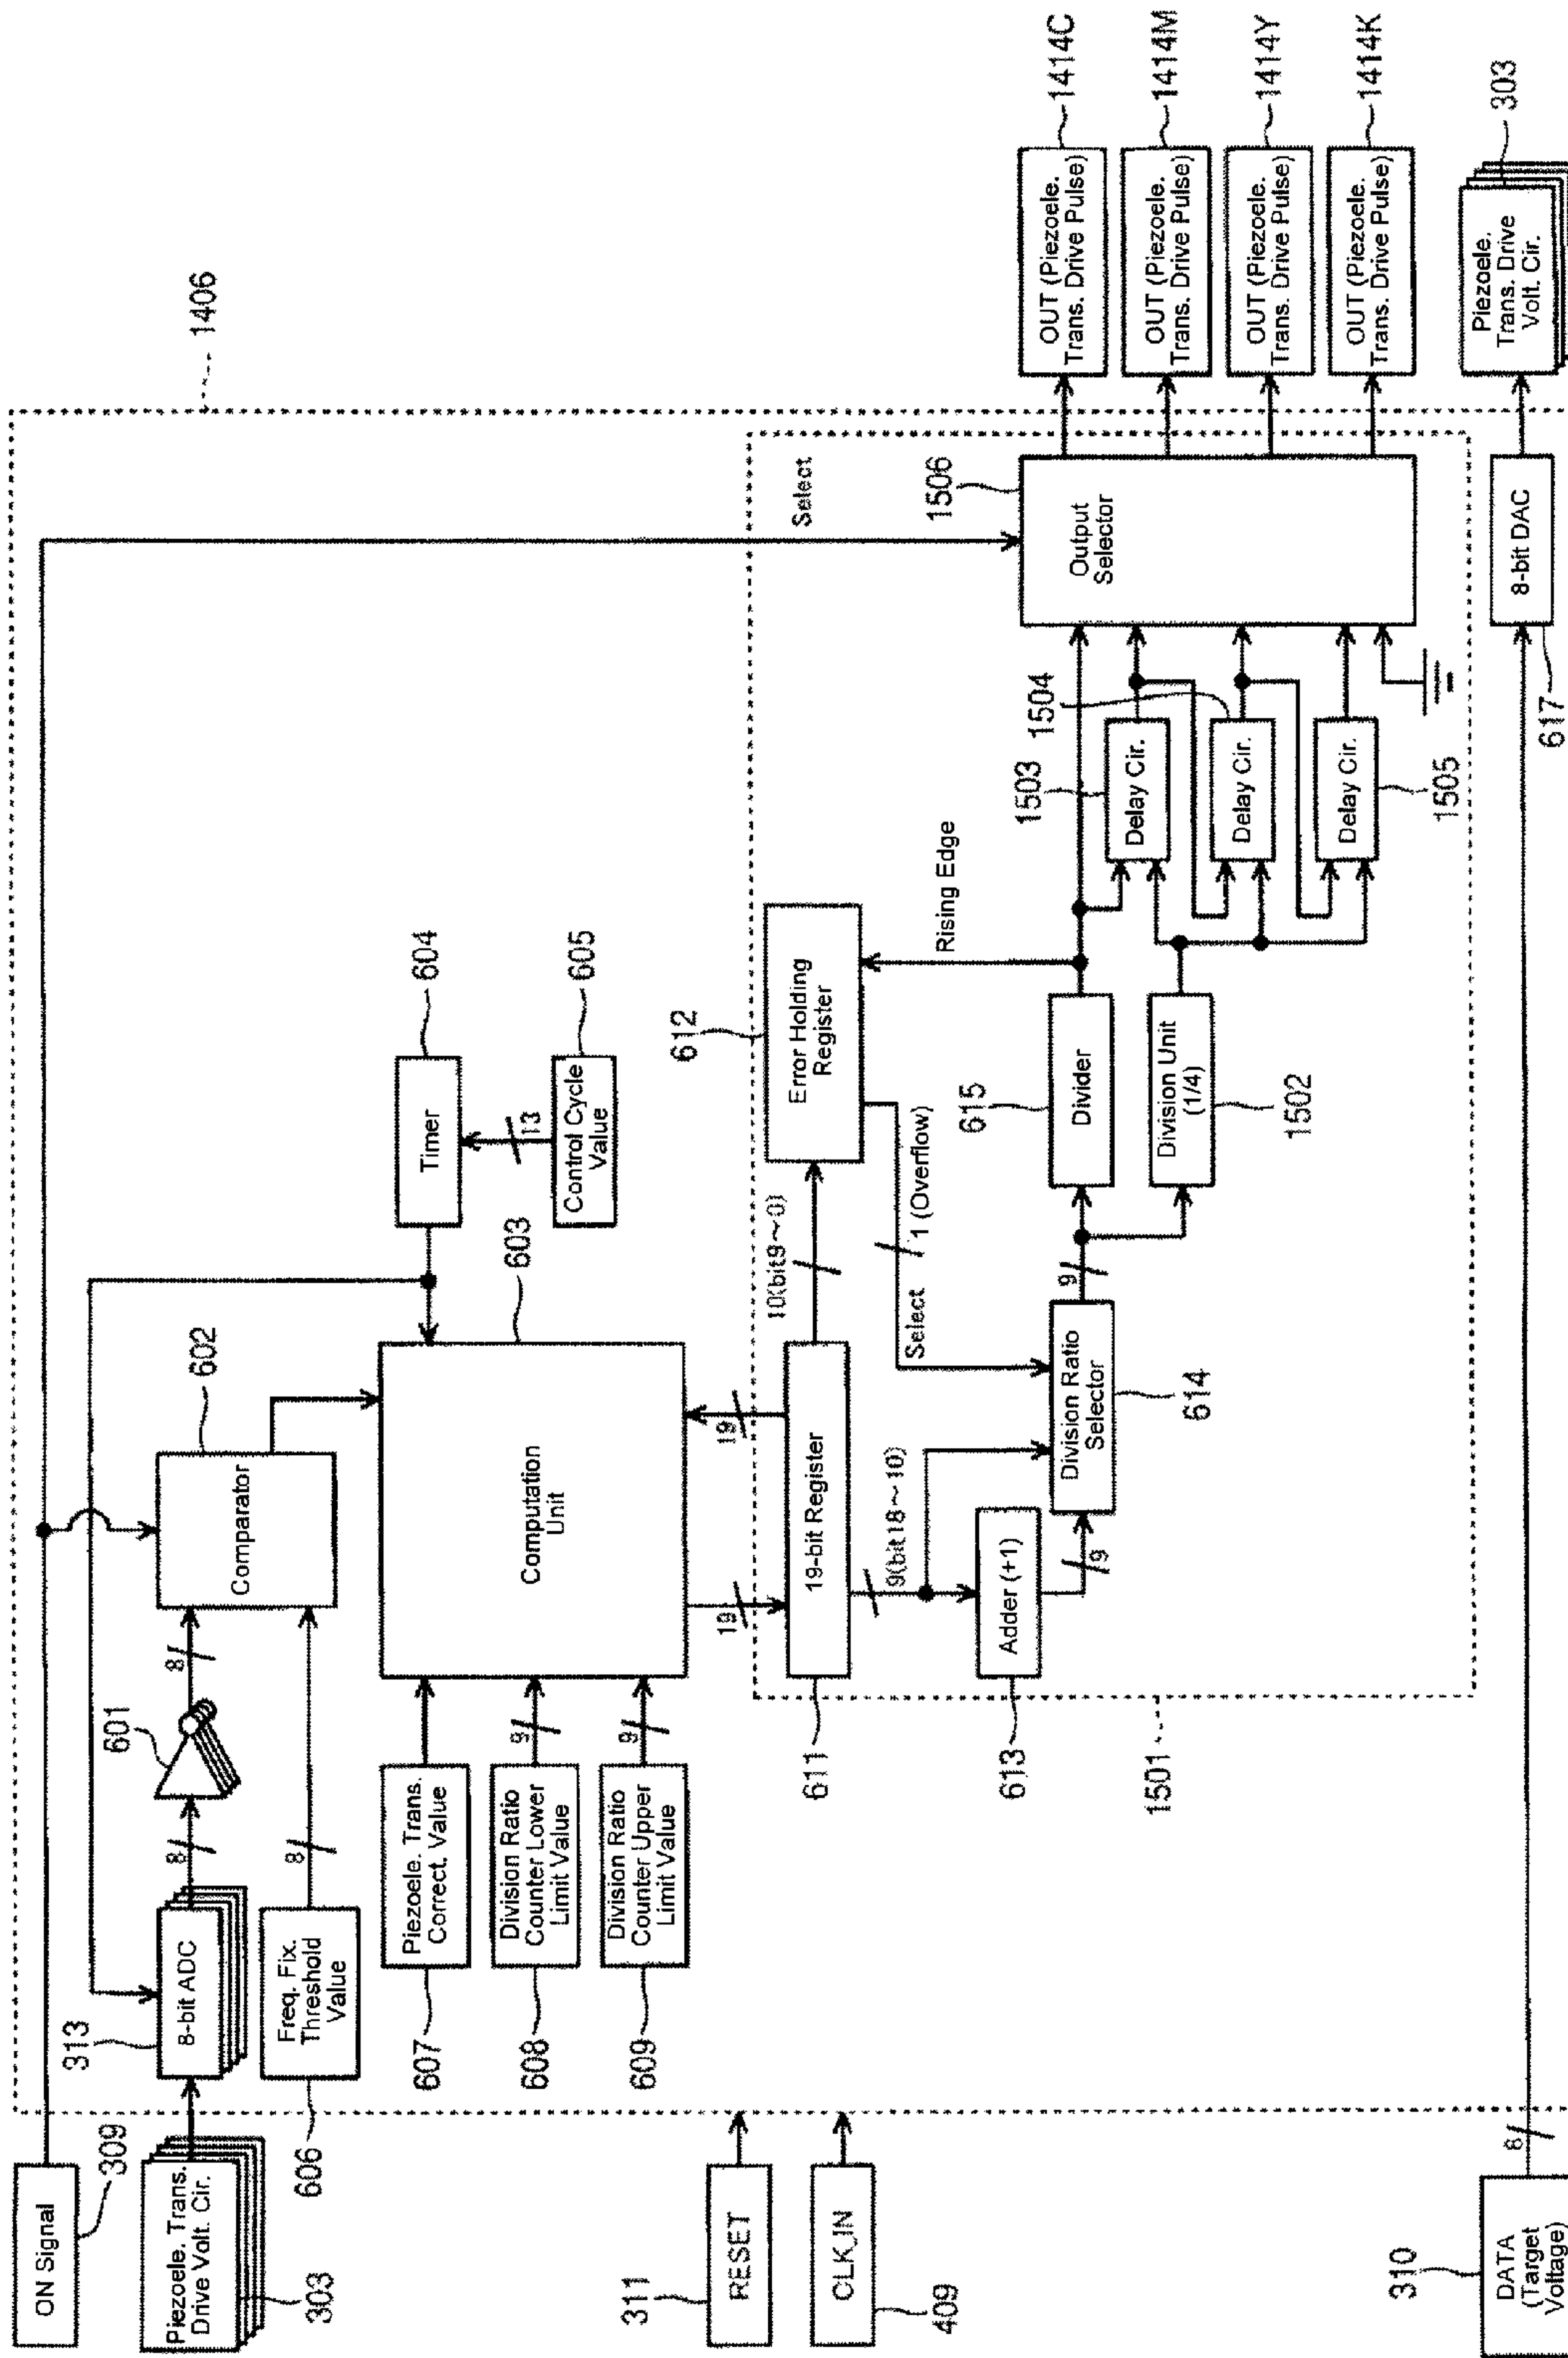 ON Signal
309
Piezoele. Trans.
Drive Volt. Cir.
303
311
RESET
CLK_IN
409
310
DATA
(Target
Voltage)
8
1406
313
8-bit ADC
8
601
8
Freq. Fix.
Threshold
Value
606
8
Comparator
602
Timer
604
13
Control Cycle
Value
605
Piezoele. Trans.
Correct. Value
607
Division Ratio
Counter Lower
Limit Value
608
9
Division Ratio
Counter Upper
Limit Value
609
9
Computation
Unit
603
19
19
1501
611
19-bit Register
10(bit9~0)
612
Error Holding
Register
Rising Edge
9(bit18~10)
Select
1 (Overflow)
613
Adder (+1)
9
Division Ratio
Selector
614
9
615
Divider
Division Unit
(1/4)
1502
1503
Delay Cir.
1504
Delay Cir.
Delay Cir.
1505
Select
1506
Output
Selector
OUT (Piezoele.
Trans. Drive Pulse)
1414C
OUT (Piezoele.
Trans. Drive Pulse)
1414M
OUT (Piezoele.
Trans. Drive Pulse)
1414Y
OUT (Piezoele.
Trans. Drive Pulse)
1414K
617
8-bit DAC
Piezoele.
Trans. Drive
Volt. Cir.
303